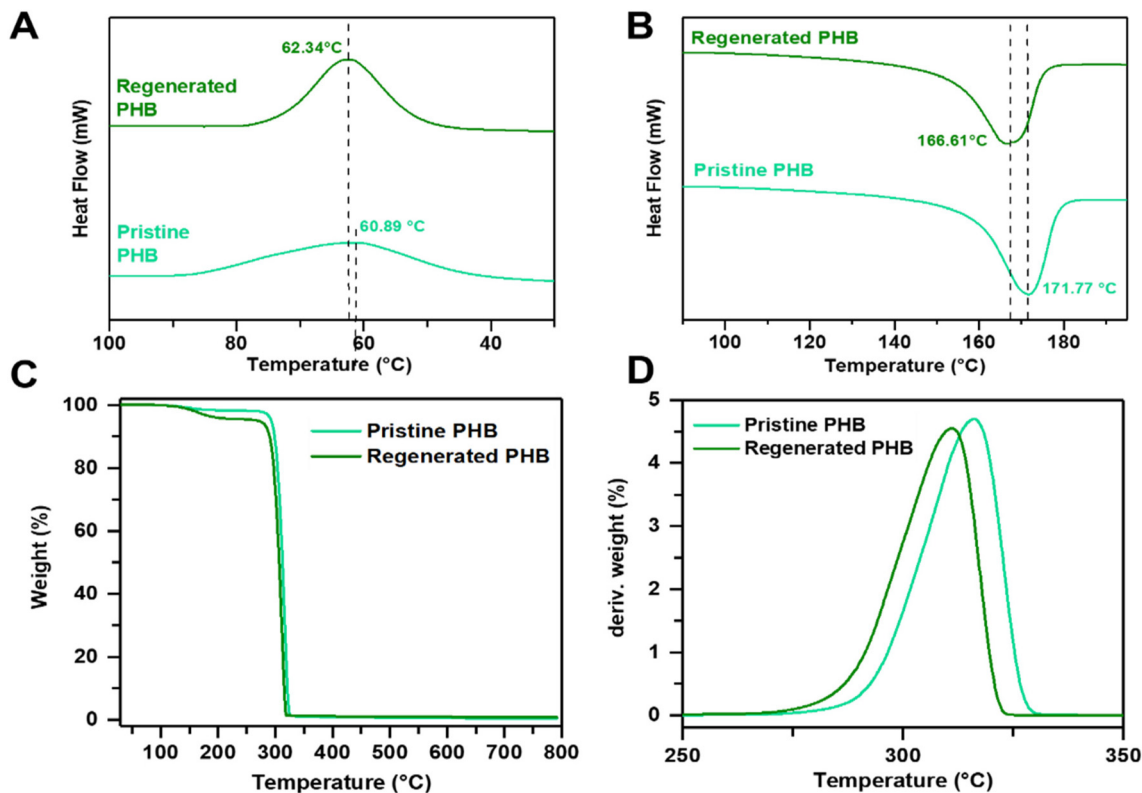 A
62.34°C
Regenerated
PHB
60.89 °C
Pristine
PHB
Heat Flow (mW)
100 80 60 40
Temperature (°C)
B
Regenerated PHB
166.61°C
Pristine PHB
171.77 °C
Heat Flow (mW)
100 120 140 160 180
Temperature (°C)
C
Pristine PHB
Regenerated PHB
Weight (%)
100
80
60
40
20
0
100 200 300 400 500 600 700 800
Temperature (°C)
D
Pristine PHB
Regenerated PHB
deriv. weight (%)
5
4
3
2
1
0
250 300 350
Temperature (°C)